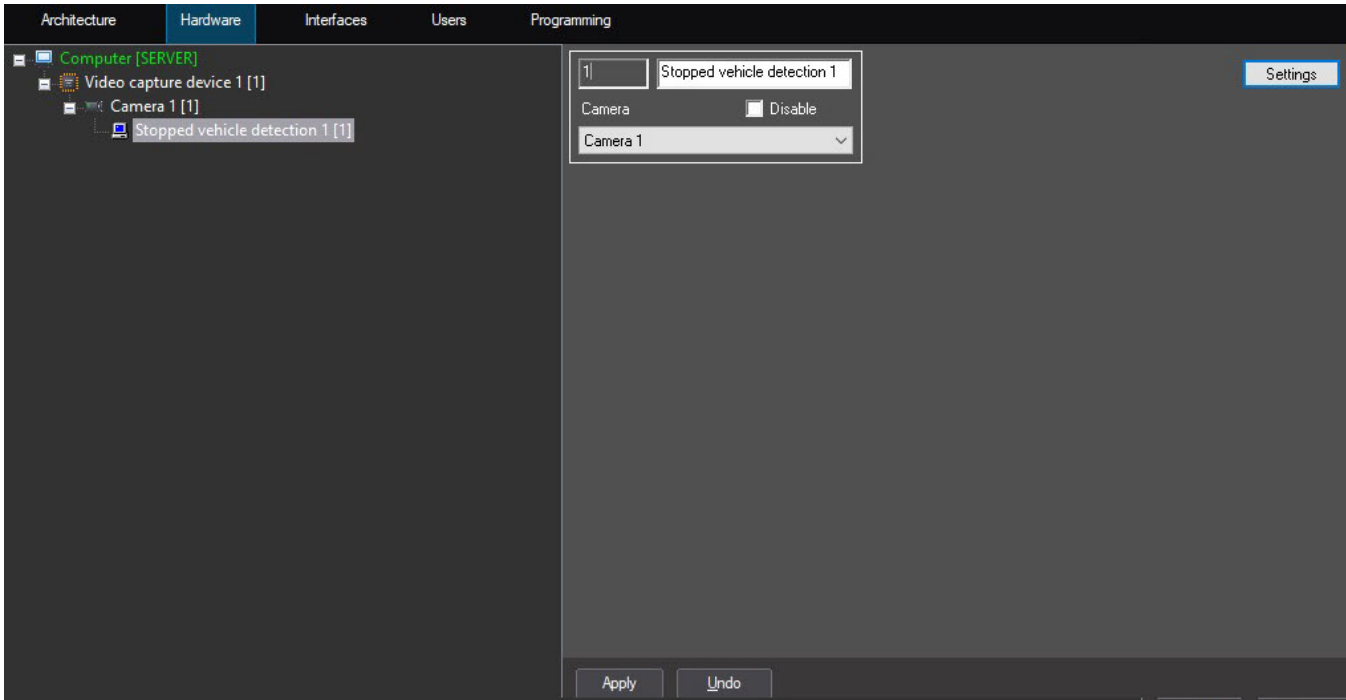 Architecture Hardware Interfaces Users Programming
Computer [SERVER]
Video capture device 1 [1]
Camera 1 [1]
Stopped vehicle detection 1 [1]
1 Stopped vehicle detection 1
Settings
Camera Disable
Camera 1
Apply Undo